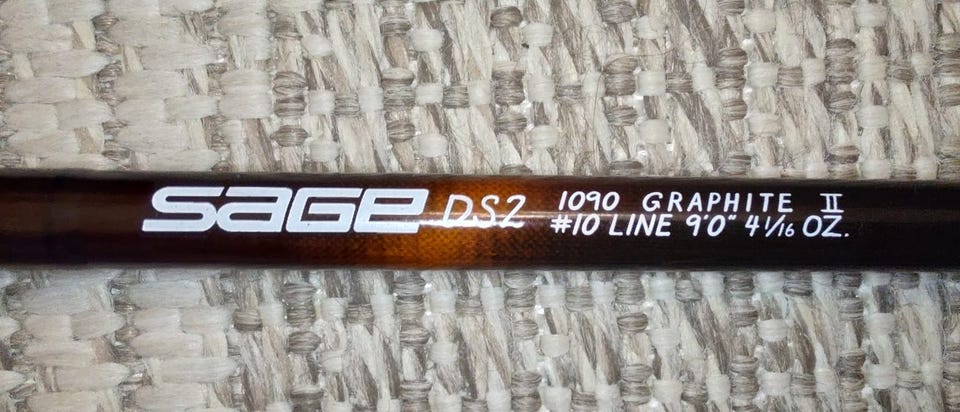 sage DS2 1090 GRAPHITE II
#10 LINE 9'0" 4 1/16 OZ.